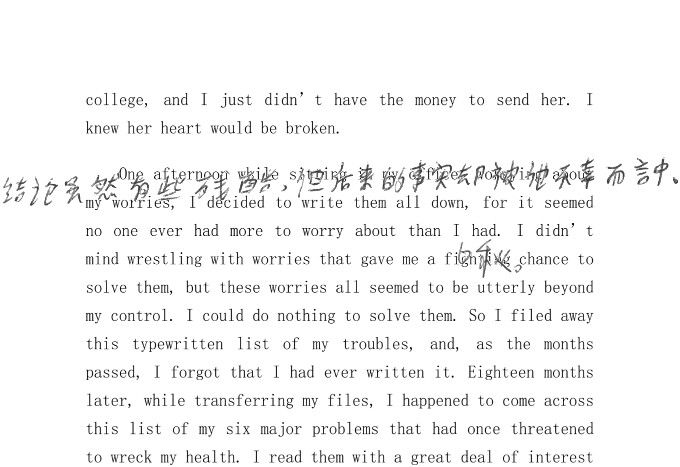 college, and I just didn’t have the money to send her. I
knew her heart would be broken.
One afternoon while sitting in my office worrying about
结论虽然有些残酷，但后来的事实却被他不幸而言中。
my worries, I decided to write them all down, for it seemed
no one ever had more to worry about than I had. I didn’t
mind wrestling with worries that gave me a fighting chance to
solve them, but these worries all seemed to be utterly beyond
my control. I could do nothing to solve them. So I filed away
this typewritten list of my troubles, and, as the months
passed, I forgot that I had ever written it. Eighteen months
later, while transferring my files, I happened to come across
this list of my six major problems that had once threatened
to wreck my health. I read them with a great deal of interest